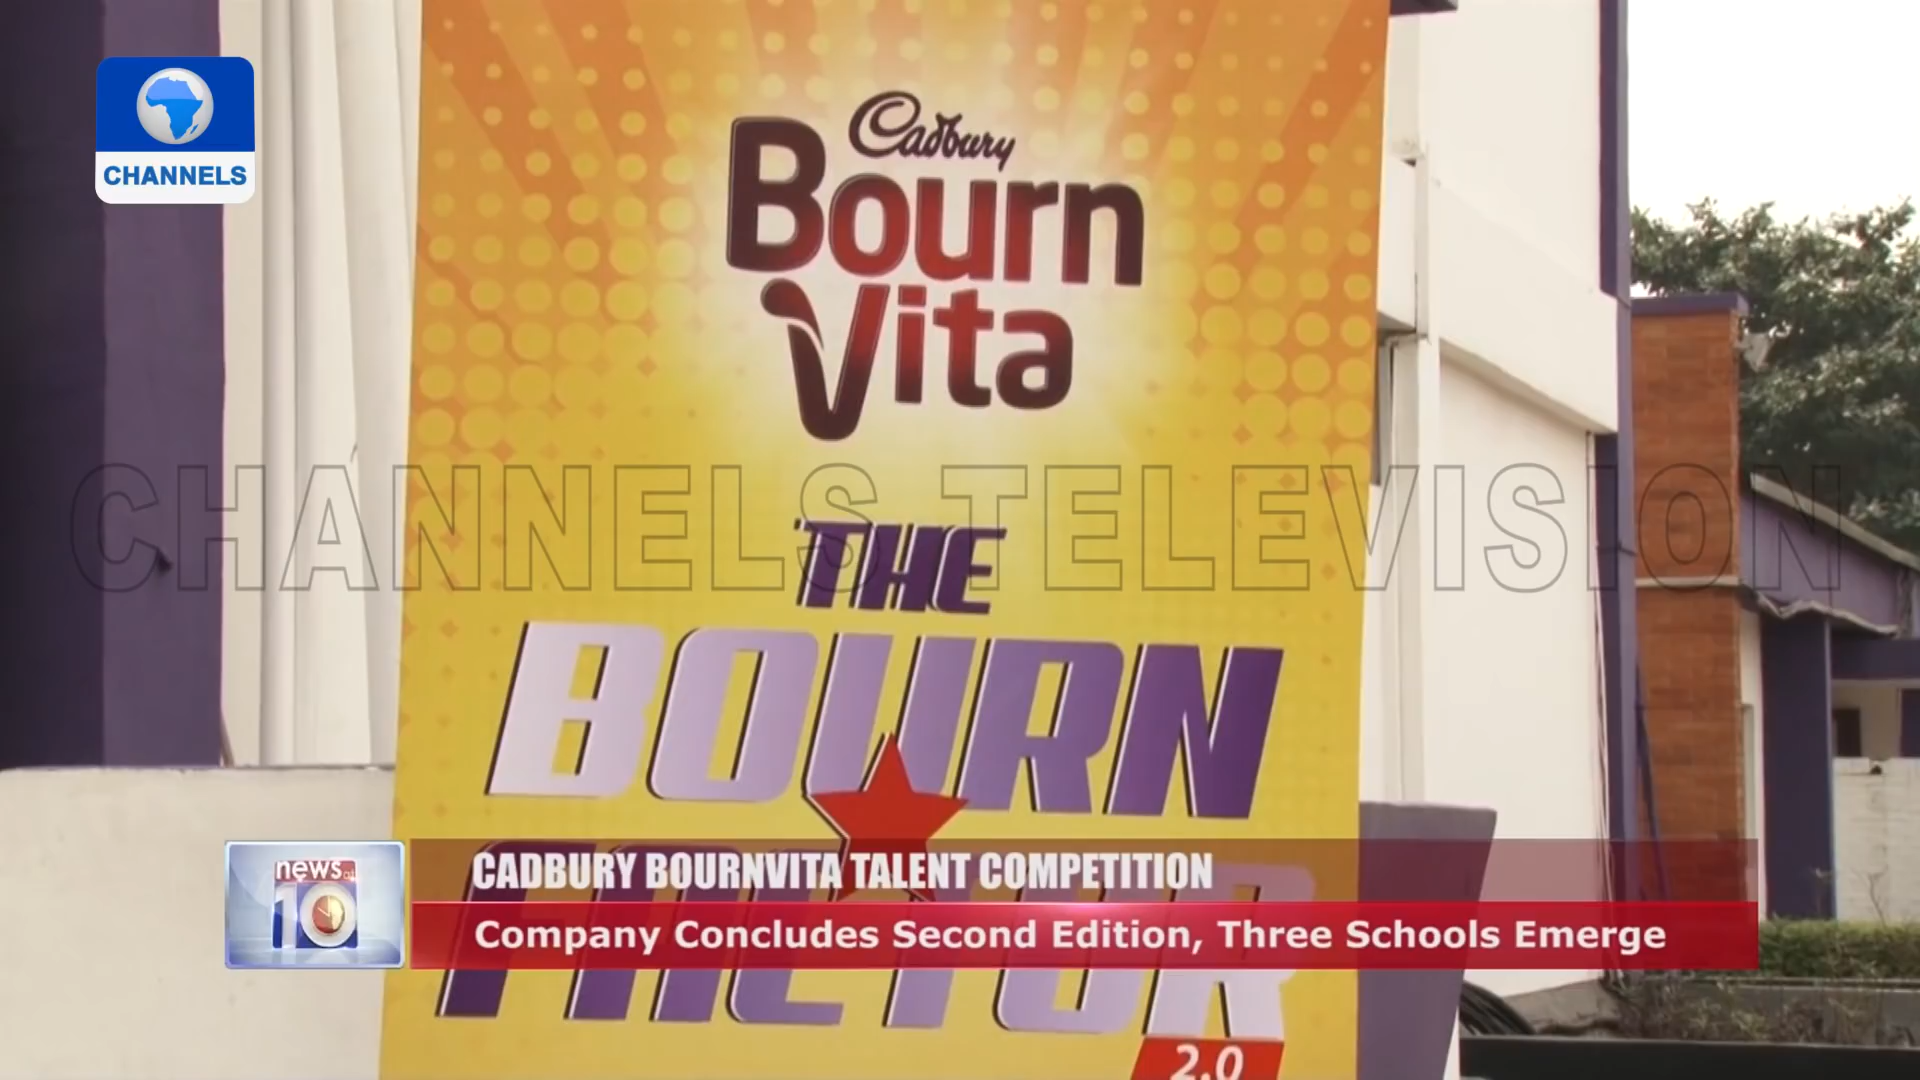 CHANNELS
Cadbury
Bourn
Vita
CHANNELS TELEVISION
THE
BOURN
FACTOR
2.0
news at
10
CADBURY BOURNVITA TALENT COMPETITION
Company Concludes Second Edition, Three Schools Emerge